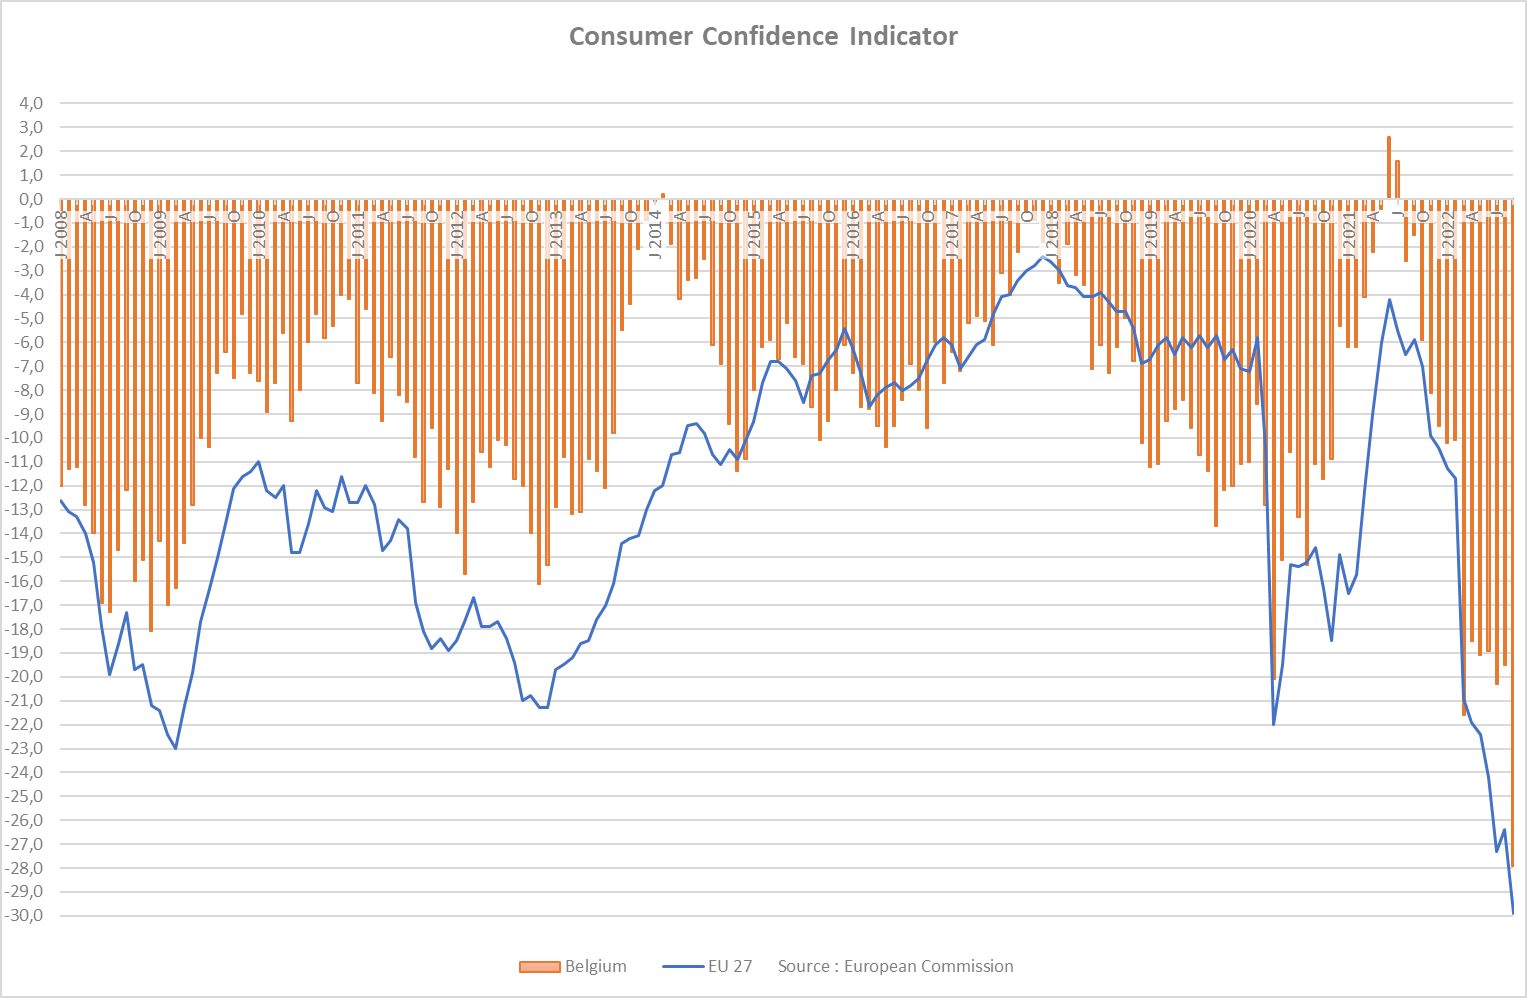 Consumer Confidence Indicator
4,0
3,0
2,0
1,0
0,0
-1,0
-2,0
-3,0
-4,0
-5,0
-6,0
-7,0
-8,0
-9,0
-10,0
-11,0
-12,0
-13,0
-14,0
-15,0
-16,0
-17,0
-18,0
-19,0
-20,0
-21,0
-22,0
-23,0
-24,0
-25,0
-26,0
-27,0
-28,0
-29,0
-30,0
J 2008
A
J
O
J 2009
A
J
O
J 2010
A
J
O
J 2011
A
J
O
J 2012
A
J
O
J 2013
A
J
O
J 2014
A
J
O
J 2015
A
J
O
J 2016
A
J
O
J 2017
A
J
O
J 2018
A
J
O
J 2019
A
J
O
J 2020
A
J
O
J 2021
A
J
O
J 2022
A
J
Belgium EU 27 Source : European Commission